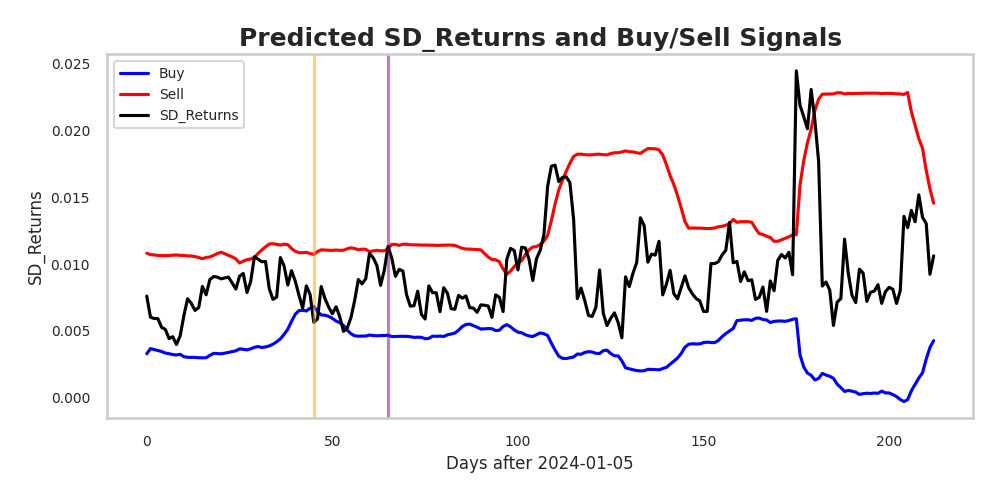 Predicted SD_Returns and Buy/Sell Signals
Buy
Sell
SD_Returns
SD_Returns
0.025
0.020
0.015
0.010
0.005
0.000
0 50 100 150 200
Days after 2024-01-05